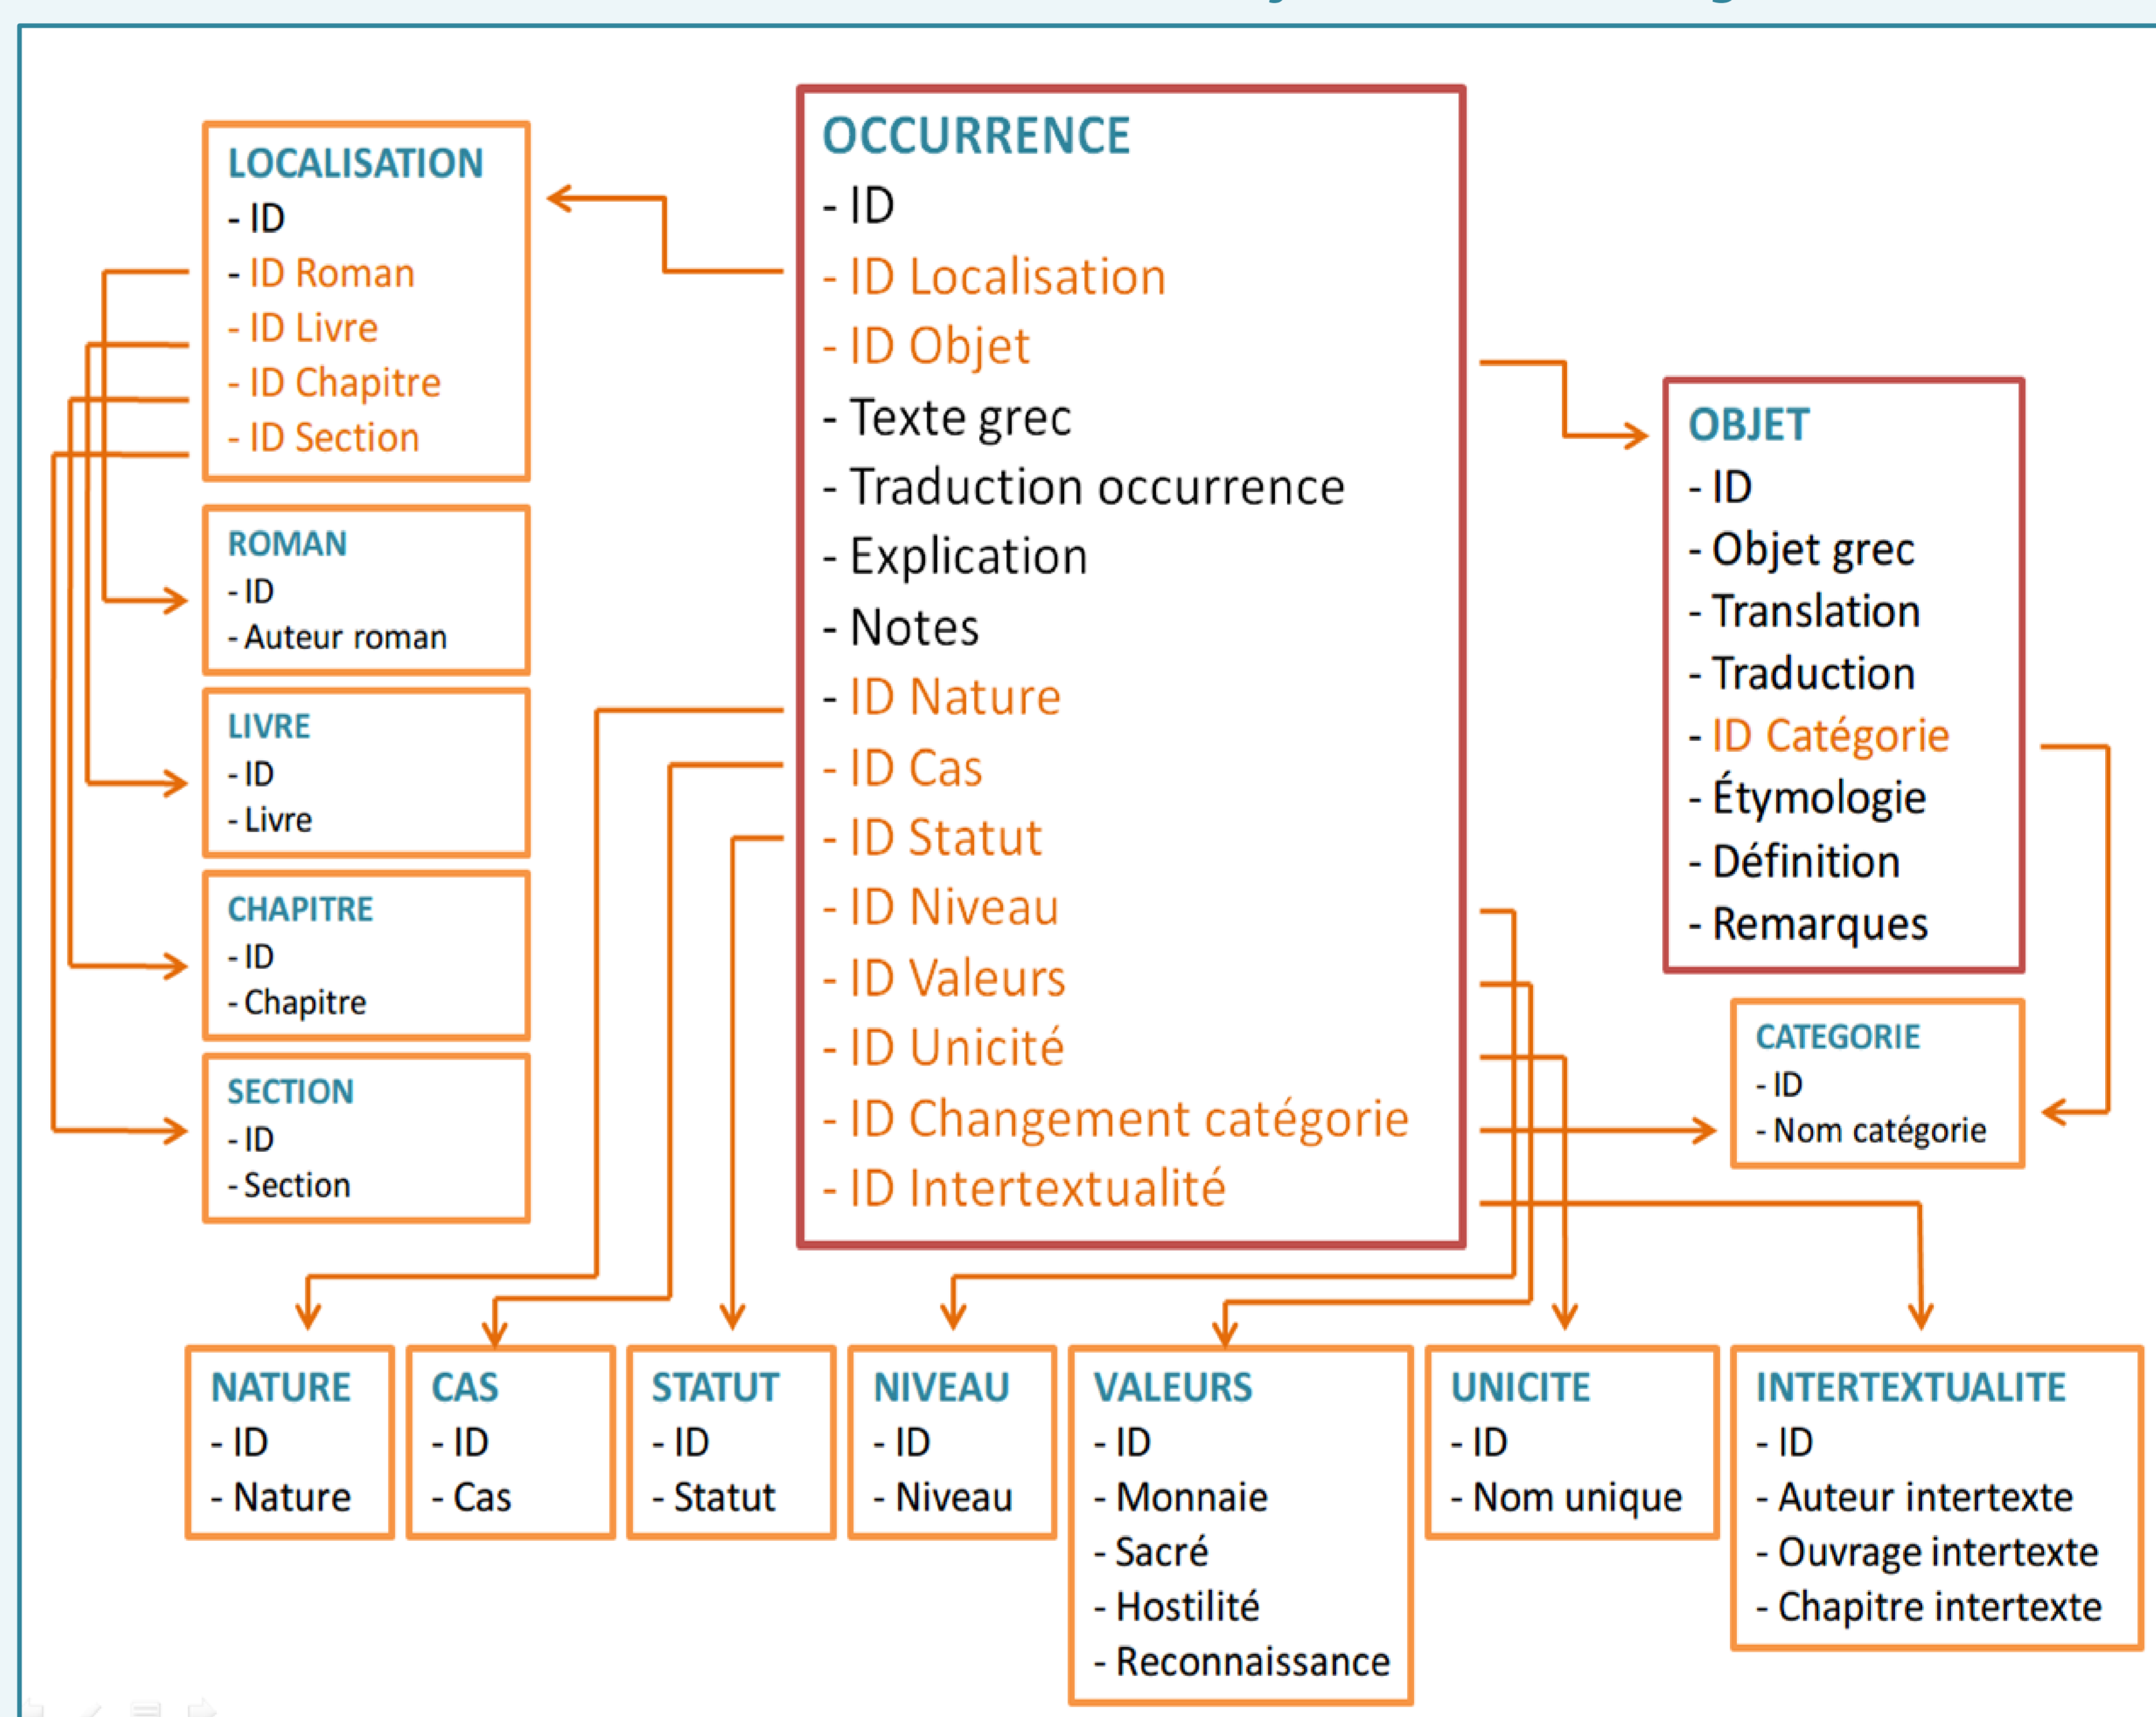 LOCALISATION
- ID
- ID Roman
- ID Livre
- ID Chapitre
- ID Section
ROMAN
- ID
- Auteur roman
LIVRE
- ID
- Livre
CHAPITRE
- ID
- Chapitre
SECTION
- ID
- Section
OCCURRENCE
- ID
- ID Localisation
- ID Objet
- Texte grec
- Traduction occurrence
- Explication
- Notes
- ID Nature
- ID Cas
- ID Statut
- ID Niveau
- ID Valeurs
- ID Unicité
- ID Changement catégorie
- ID Intertextualité
OBJET
- ID
- Objet grec
- Translation
- Traduction
- ID Catégorie
- Étymologie
- Définition
- Remarques
CATEGORIE
- ID
- Nom catégorie
NATURE
- ID
- Nature
CAS
- ID
- Cas
STATUT
- ID
- Statut
NIVEAU
- ID
- Niveau
VALEURS
- ID
- Monnaie
- Sacré
- Hostilité
- Reconnaissance
UNICITE
- ID
- Nom unique
INTERTEXTUALITE
- ID
- Auteur intertexte
- Ouvrage intertexte
- Chapitre intertexte